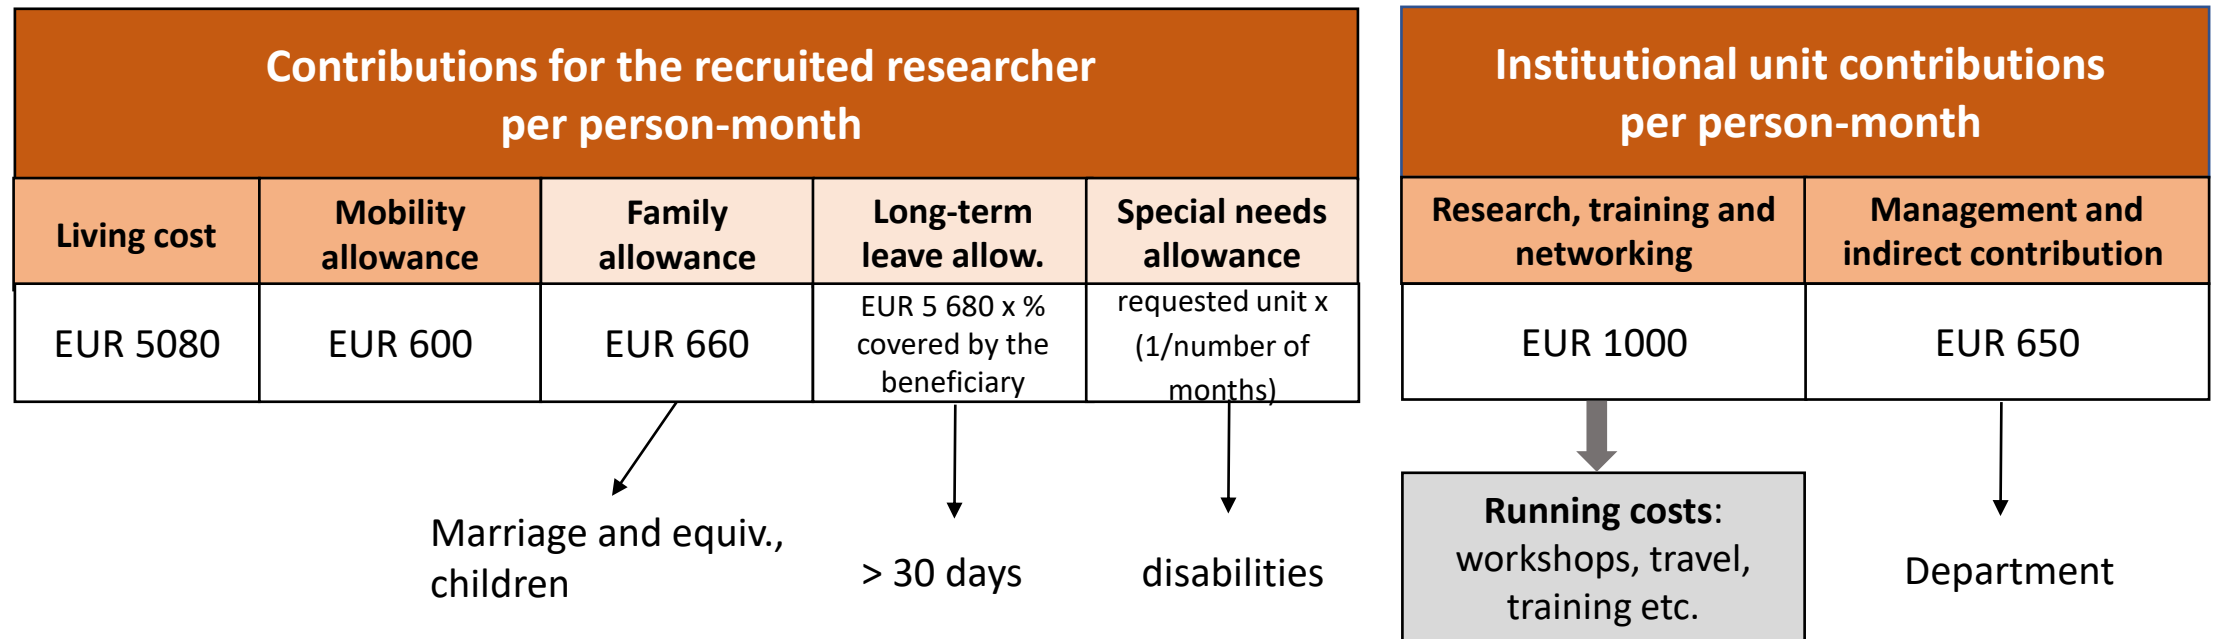 Contributions for the recruited researcher
per person-month
Living cost
Mobility
allowance
Family
allowance
Long-term
leave allow.
Special needs
allowance
EUR 5080
EUR 600
EUR 660
EUR 5 680 x %
covered by the
beneficiary
requested unit x
(1/number of
months)
Marriage and equiv.,
children
> 30 days
disabilities
Institutional unit contributions
per person-month
Research, training and
networking
Management and
indirect contribution
EUR 1000
EUR 650
Running costs:
workshops, travel,
training etc.
Department